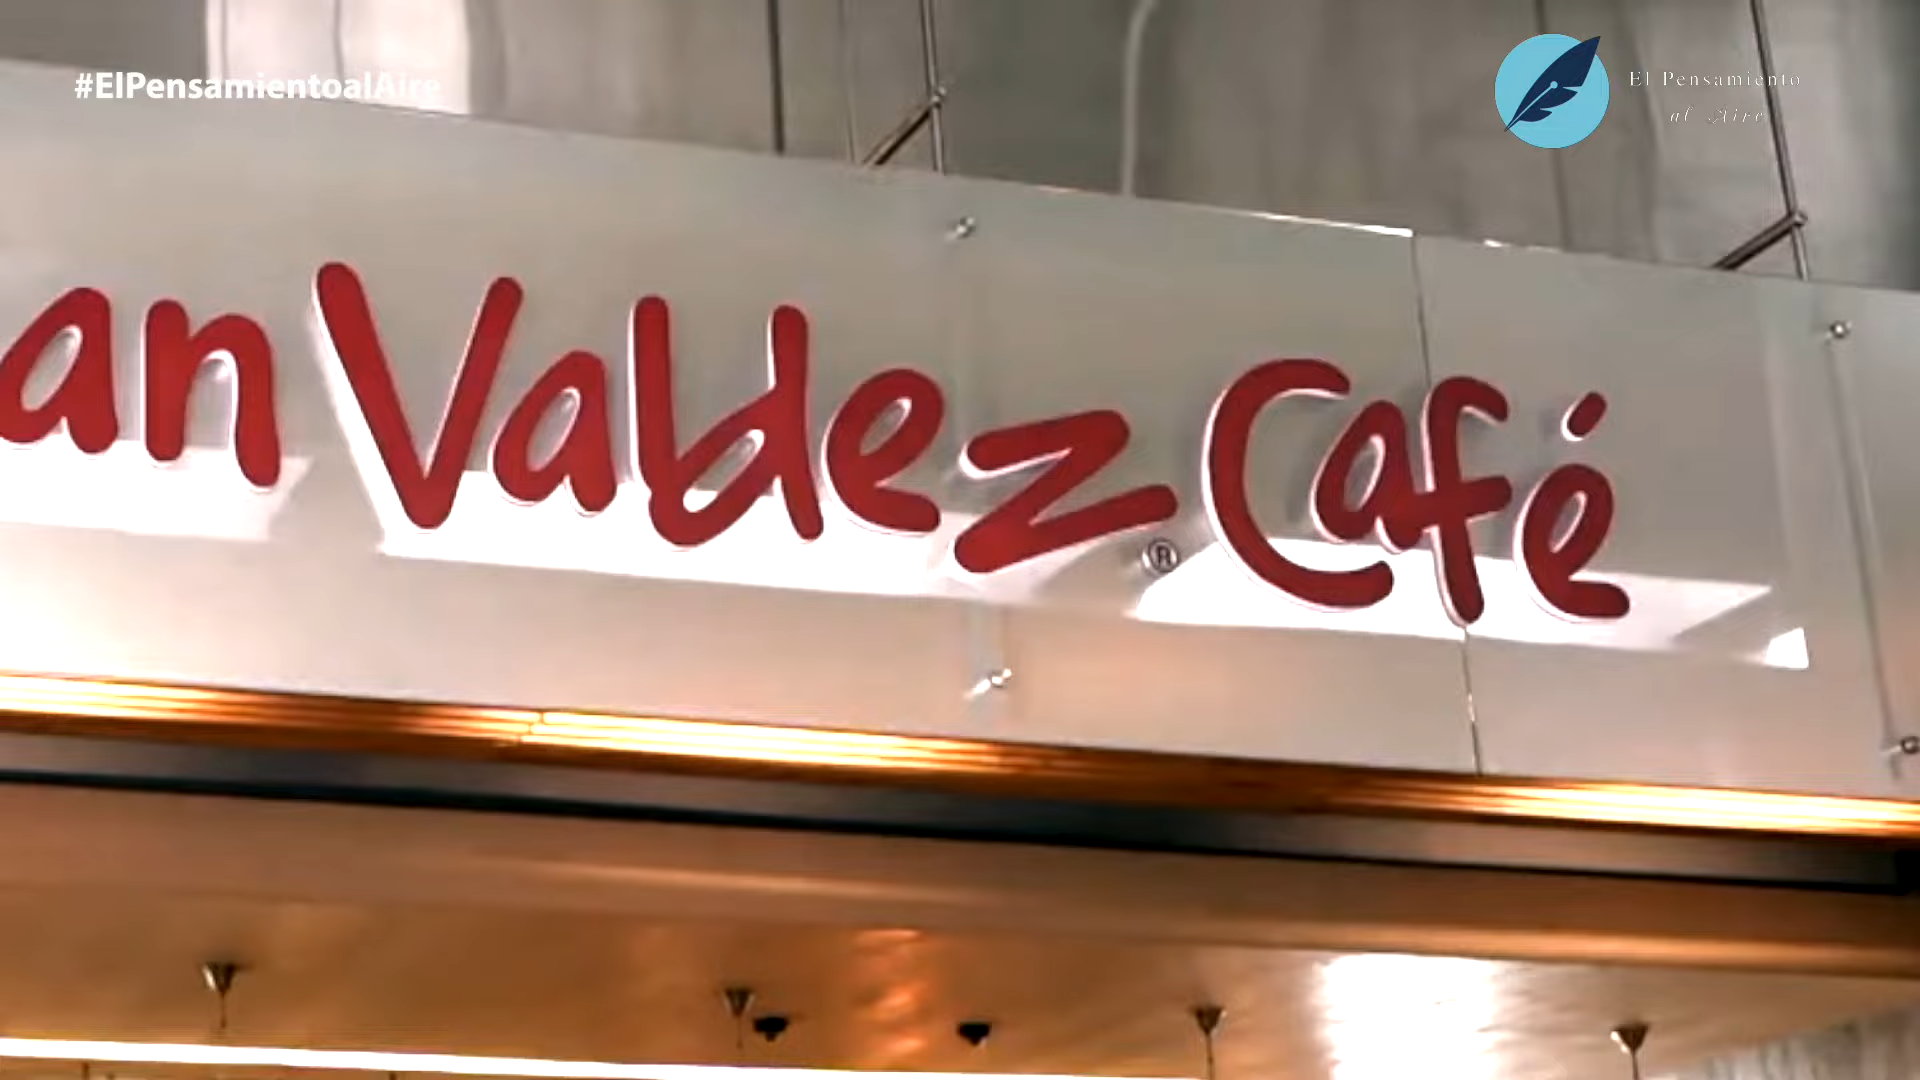 #ElPensamientoalAire
El Pensamiento
al Aire
an Valdez Café
®